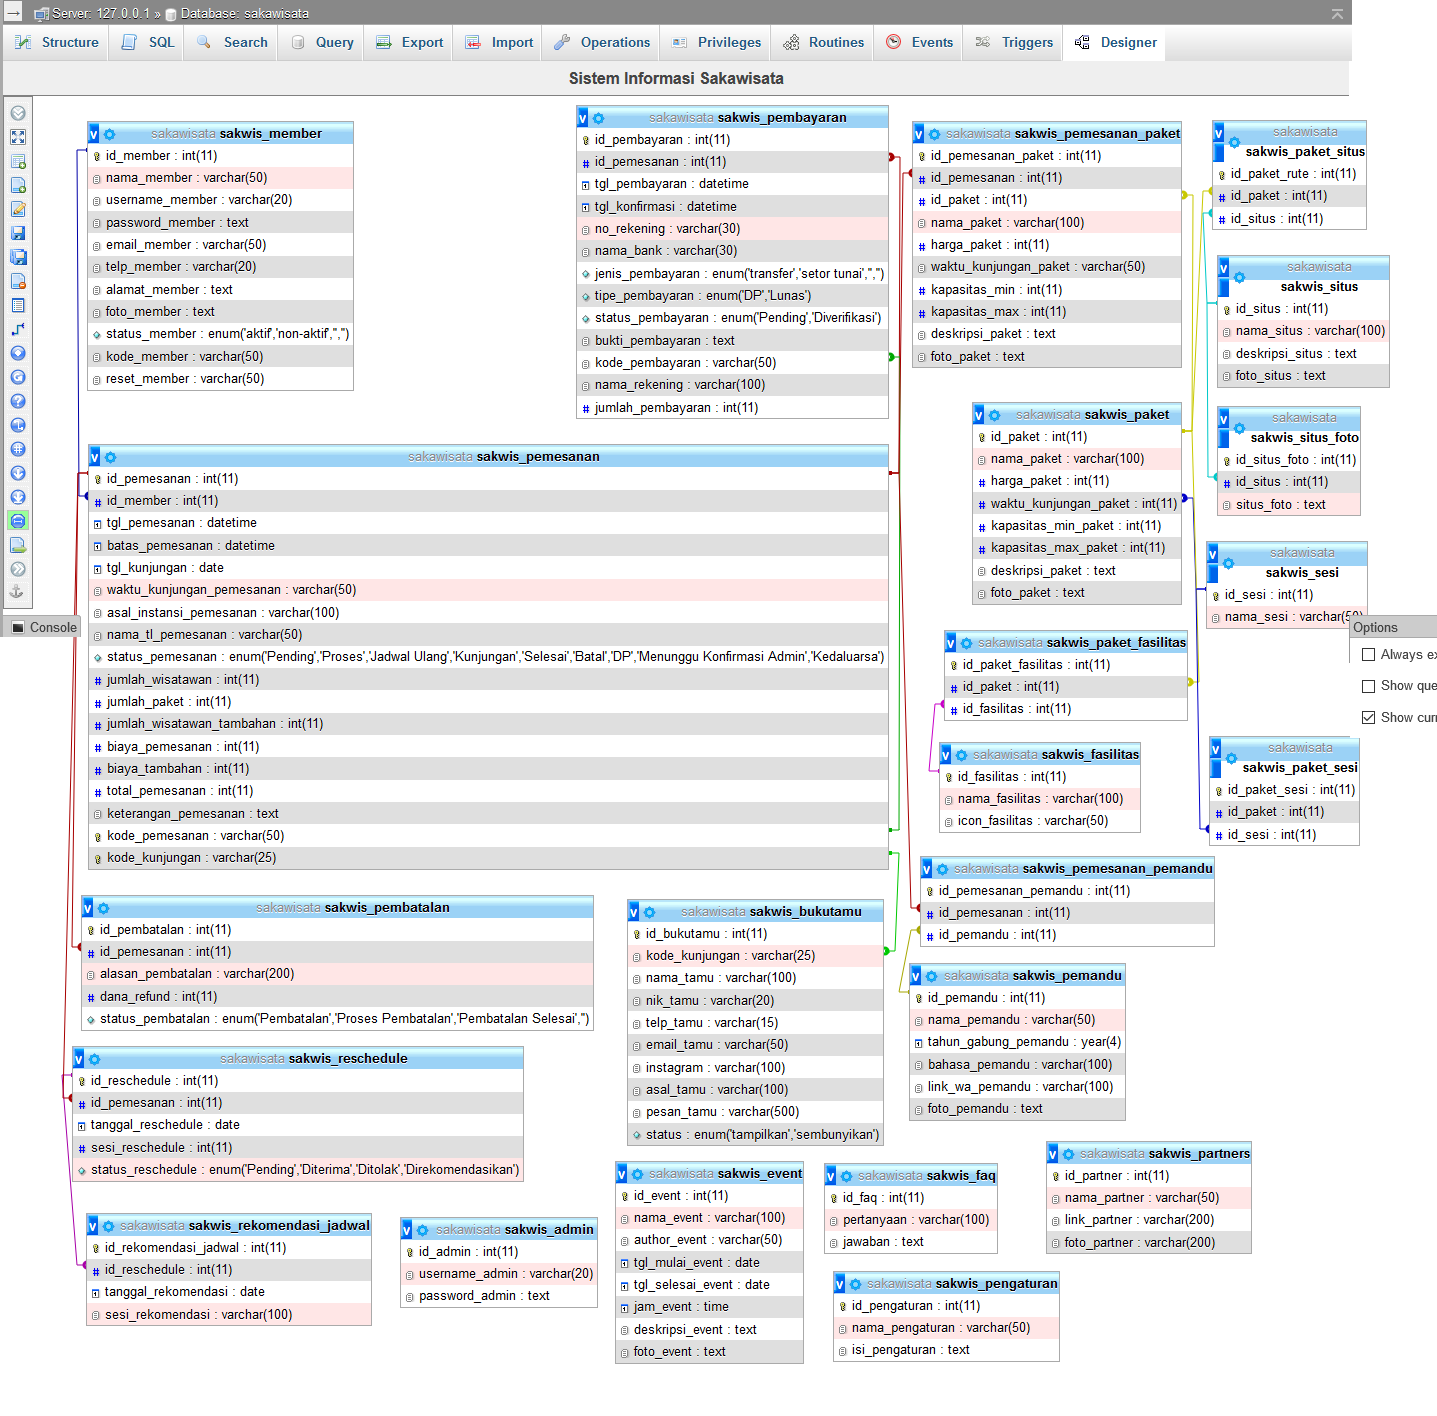 Server: 127.0.0.1 » Database: sakawisata
Structure SQL Search Query Export Import Operations Privileges Routines Events Triggers Designer
Sistem Informasi Sakawisata
sakawisata sakwis_member
id_member : int(11)
nama_member : varchar(50)
username_member : varchar(20)
password_member : text
email_member : varchar(50)
telp_member : varchar(20)
alamat_member : text
foto_member : text
status_member : enum('aktif','non-aktif','','')
kode_member : varchar(50)
reset_member : varchar(50)
sakawisata sakwis_pembayaran
id_pembayaran : int(11)
id_pemesanan : int(11)
tgl_pembayaran : datetime
tgl_konfirmasi : datetime
no_rekening : varchar(30)
nama_bank : varchar(30)
jenis_pembayaran : enum('transfer','setor tunai','','')
tipe_pembayaran : enum('DP','Lunas')
status_pembayaran : enum('Pending','Diverifikasi')
bukti_pembayaran : text
kode_pembayaran : varchar(50)
nama_rekening : varchar(100)
jumlah_pembayaran : int(11)
sakawisata sakwis_pemesanan_paket
id_pemesanan_paket : int(11)
id_pemesanan : int(11)
id_paket : int(11)
nama_paket : varchar(100)
harga_paket : int(11)
waktu_kunjungan_paket : varchar(50)
kapasitas_min : int(11)
kapasitas_max : int(11)
deskripsi_paket : text
foto_paket : text
sakawisata
sakwis_paket_situs
id_paket_rute : int(11)
id_paket : int(11)
id_situs : int(11)
sakawisata
sakwis_situs
id_situs : int(11)
nama_situs : varchar(100)
deskripsi_situs : text
foto_situs : text
sakawisata sakwis_paket
id_paket : int(11)
nama_paket : varchar(100)
harga_paket : int(11)
waktu_kunjungan_paket : int(11)
kapasitas_min_paket : int(11)
kapasitas_max_paket : int(11)
deskripsi_paket : text
foto_paket : text
sakawisata
sakwis_situs_foto
id_situs_foto : int(11)
id_situs : int(11)
situs_foto : text
sakawisata sakwis_pemesanan
id_pemesanan : int(11)
id_member : int(11)
tgl_pemesanan : datetime
batas_pemesanan : datetime
tgl_kunjungan : date
waktu_kunjungan_pemesanan : varchar(50)
asal_instansi_pemesanan : varchar(100)
nama_tl_pemesanan : varchar(50)
status_pemesanan : enum('Pending','Proses','Jadwal Ulang','Kunjungan','Selesai','Batal','DP','Menunggu Konfirmasi Admin','Kedaluarsa')
jumlah_wisatawan : int(11)
jumlah_paket : int(11)
jumlah_wisatawan_tambahan : int(11)
biaya_pemesanan : int(11)
biaya_tambahan : int(11)
total_pemesanan : int(11)
keterangan_pemesanan : text
kode_pemesanan : varchar(50)
kode_kunjungan : varchar(25)
sakawisata
sakwis_sesi
id_sesi : int(11)
nama_sesi : varchar(50)
Console
Options
Always ex
Show que
Show curr
sakawisata sakwis_paket_fasilitas
id_paket_fasilitas : int(11)
id_paket : int(11)
id_fasilitas : int(11)
sakawisata sakwis_fasilitas
id_fasilitas : int(11)
nama_fasilitas : varchar(100)
icon_fasilitas : varchar(50)
sakawisata
sakwis_paket_sesi
id_paket_sesi : int(11)
id_paket : int(11)
id_sesi : int(11)
sakawisata sakwis_pemesanan_pemandu
id_pemesanan_pemandu : int(11)
id_pemesanan : int(11)
id_pemandu : int(11)
sakawisata sakwis_pembatalan
id_pembatalan : int(11)
id_pemesanan : int(11)
alasan_pembatalan : varchar(200)
dana_refund : int(11)
status_pembatalan : enum('Pembatalan','Proses Pembatalan','Pembatalan Selesai','')
sakawisata sakwis_bukutamu
id_bukutamu : int(11)
kode_kunjungan : varchar(25)
nama_tamu : varchar(100)
nik_tamu : varchar(20)
telp_tamu : varchar(15)
email_tamu : varchar(50)
instagram : varchar(100)
asal_tamu : varchar(100)
pesan_tamu : varchar(500)
status : enum('tampilkan','sembunyikan')
sakawisata sakwis_pemandu
id_pemandu : int(11)
nama_pemandu : varchar(50)
tahun_gabung_pemandu : year(4)
bahasa_pemandu : varchar(100)
link_wa_pemandu : varchar(100)
foto_pemandu : text
sakawisata sakwis_reschedule
id_reschedule : int(11)
id_pemesanan : int(11)
tanggal_reschedule : date
sesi_reschedule : int(11)
status_reschedule : enum('Pending','Diterima','Ditolak','Direkomendasikan')
sakawisata sakwis_rekomendasi_jadwal
id_rekomendasi_jadwal : int(11)
id_reschedule : int(11)
tanggal_rekomendasi : date
sesi_rekomendasi : varchar(100)
sakawisata sakwis_admin
id_admin : int(11)
username_admin : varchar(20)
password_admin : text
sakawisata sakwis_event
id_event : int(11)
nama_event : varchar(100)
author_event : varchar(50)
tgl_mulai_event : date
tgl_selesai_event : date
jam_event : time
deskripsi_event : text
foto_event : text
sakawisata sakwis_faq
id_faq : int(11)
pertanyaan : varchar(100)
jawaban : text
sakawisata sakwis_partners
id_partner : int(11)
nama_partner : varchar(50)
link_partner : varchar(200)
foto_partner : varchar(200)
sakawisata sakwis_pengaturan
id_pengaturan : int(11)
nama_pengaturan : varchar(50)
isi_pengaturan : text